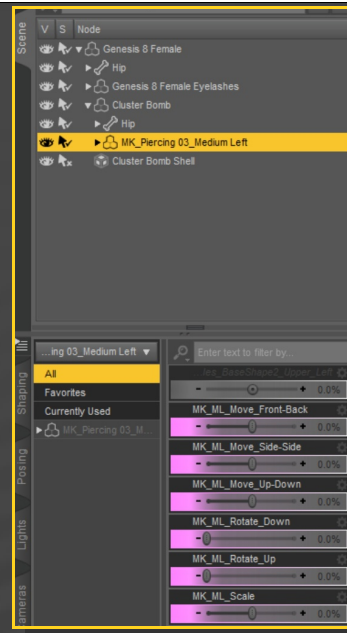 Scene
V S Node
Genesis 8 Female
Hip
Genesis 8 Female Eyelashes
Cluster Bomb
Hip
MK_Piercing 03_Medium Left
Cluster Bomb Shell
...ing 03_Medium Left
Enter text to filter by...
All
Favorites
Currently Used
MK_Piercing 03_M...
Shaping
Posing
Lights
ameras
les_BaseShape2_Upper_Left
- + 0.0%
MK_ML_Move_Front-Back
- + 0.0%
MK_ML_Move_Side-Side
- + 0.0%
MK_ML_Move_Up-Down
- + 0.0%
MK_ML_Rotate_Down
- + 0.0%
MK_ML_Rotate_Up
- + 0.0%
MK_ML_Scale
- + 0.0%